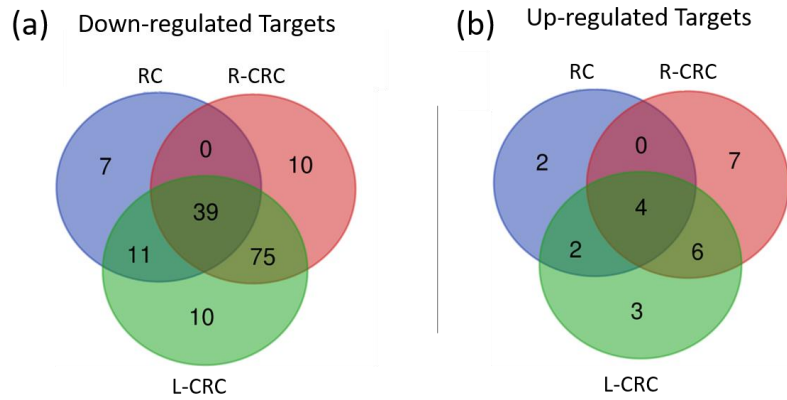 (a) Down-regulated Targets
RC R-CRC
7 0 10
39
11 75
10
L-CRC
(b) Up-regulated Targets
RC R-CRC
2 0 7
4
2 6
3
L-CRC